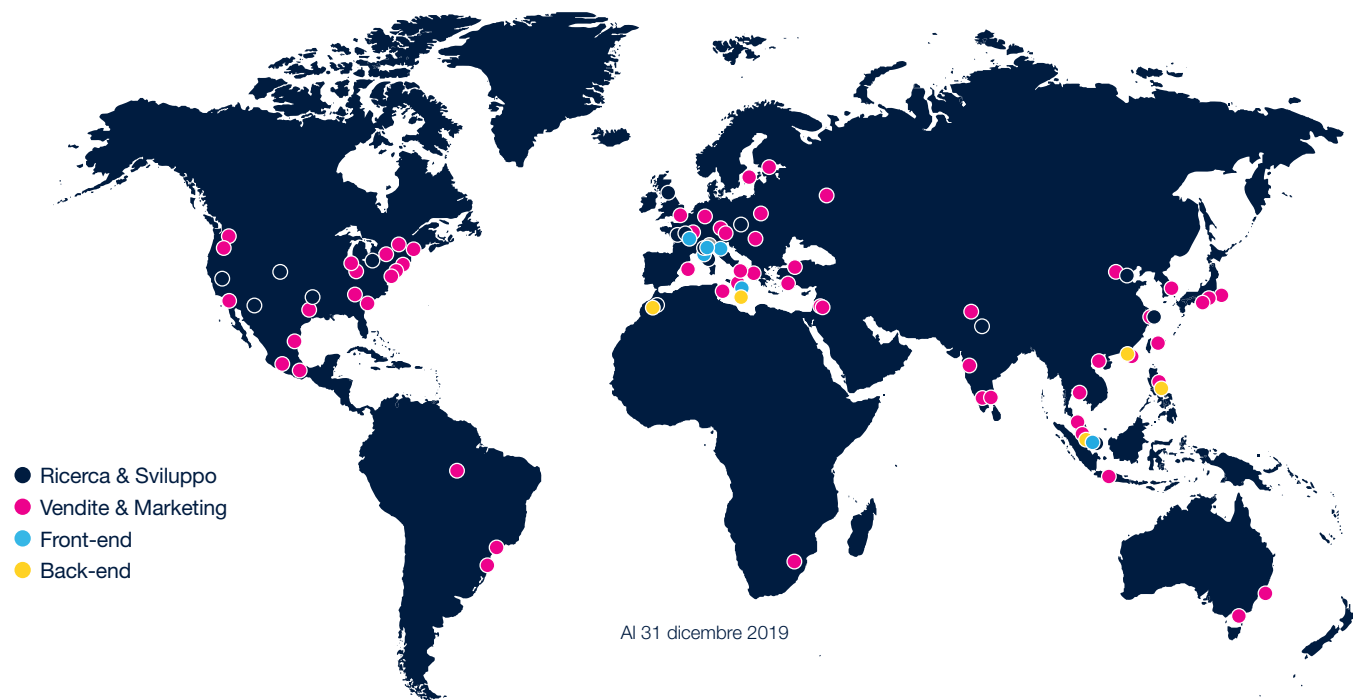 Ricerca & Sviluppo
Vendite & Marketing
Front-end
Back-end
Al 31 dicembre 2019